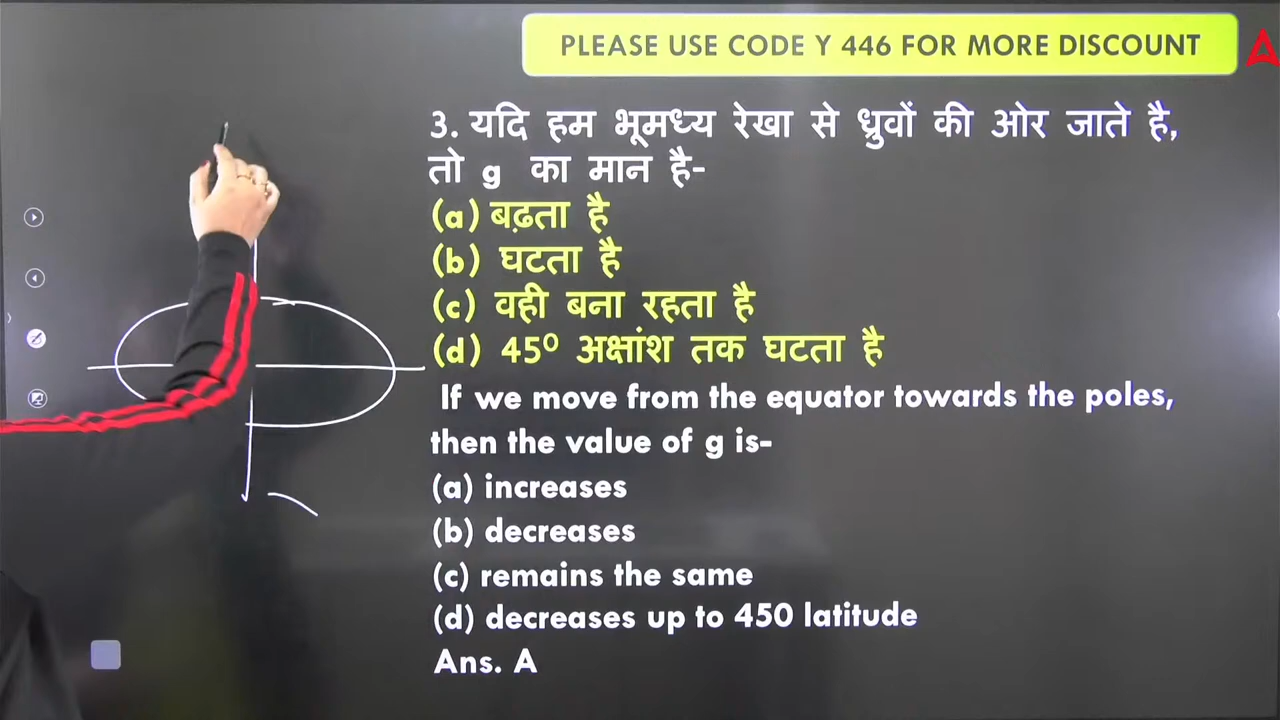 PLEASE USE CODE Y 446 FOR MORE DISCOUNT
3. यदि हम भूमध्य रेखा से ध्रुवों की ओर जाते है,
तो g का मान है-
(a) बढ़ता है
(b) घटता है
(c) वही बना रहता है
(d) 45⁰ अक्षांश तक घटता है
If we move from the equator towards the poles,
then the value of g is-
(a) increases
(b) decreases
(c) remains the same
(d) decreases up to 450 latitude
Ans. A